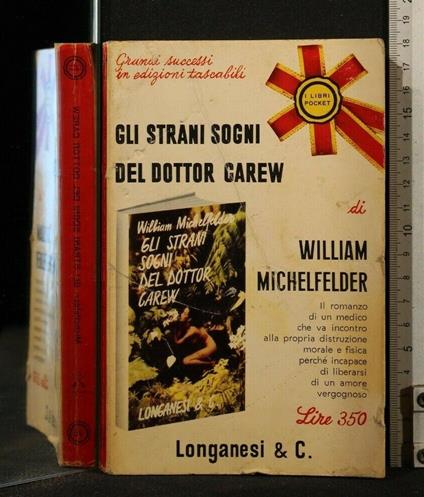 Grandi successi
in edizioni tascabili
I LIBRI
POCKET
GLI STRANI SOGNI
DEL DOTTOR CAREW
di
WILLIAM
MICHELFELDER
William Michelfelder
GLI STRANI
SOGNI
DEL DOTTOR
CAREW
LONGANESI & C.
Il romanzo
di un medico
che va incontro
alla propria distruzione
morale e fisica
perché incapace
di liberarsi
di un amore
vergognoso
Lire 350
Longanesi & C.